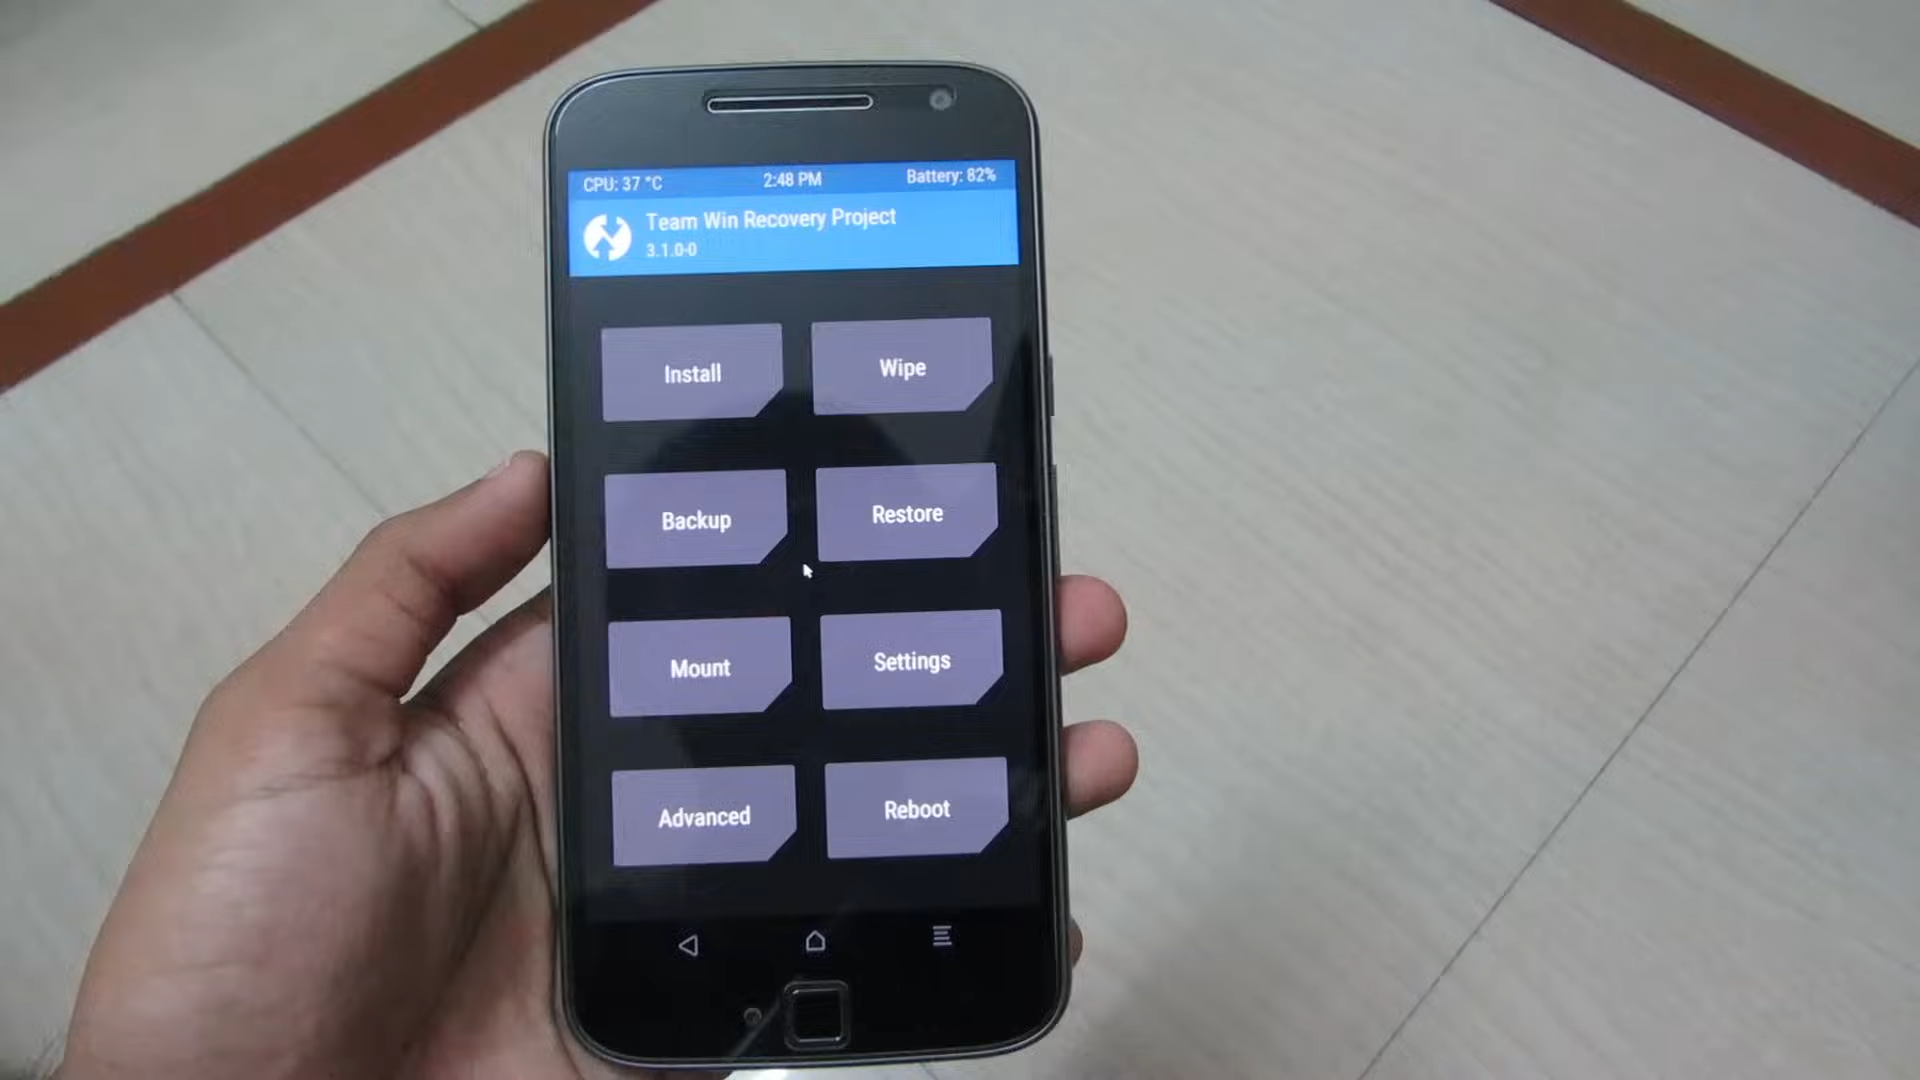 CPU: 37 °C 2:48 PM Battery: 82%
Team Win Recovery Project
3.1.0-0
Install Wipe
Backup Restore
Mount Settings
Advanced Reboot